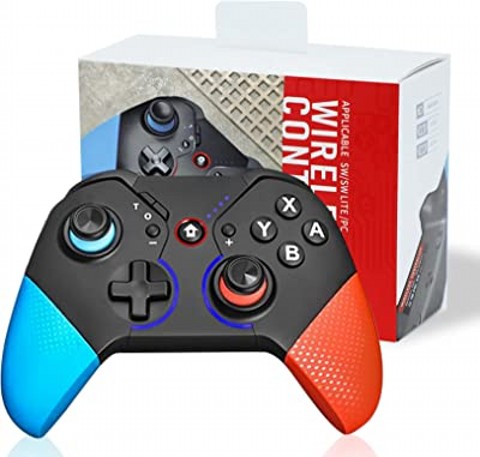 APPLICABLE SW/SW LITE/PC
WIRELE
CONT
T
O
−
+
X
Y
A
B